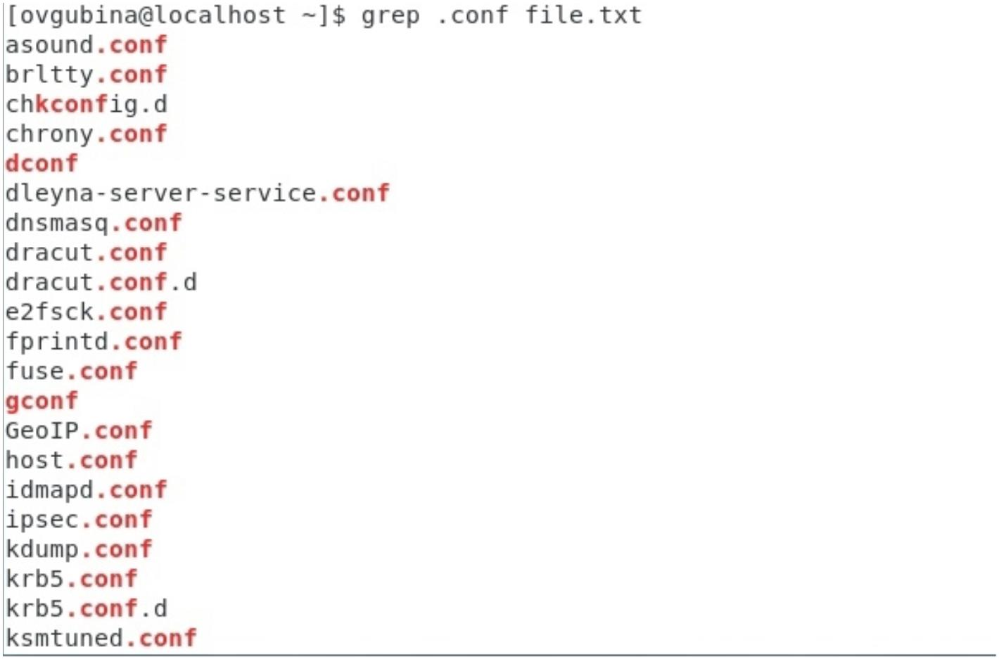 [ovgubina@localhost ~]$ grep .conf file.txt
asound.conf
brltty.conf
chkconfig.d
chrony.conf
dconf
dleyna-server-service.conf
dnsmasq.conf
dracut.conf
dracut.conf.d
e2fsck.conf
fprintd.conf
fuse.conf
gconf
GeoIP.conf
host.conf
idmapd.conf
ipsec.conf
kdump.conf
krb5.conf
krb5.conf.d
ksmtuned.conf